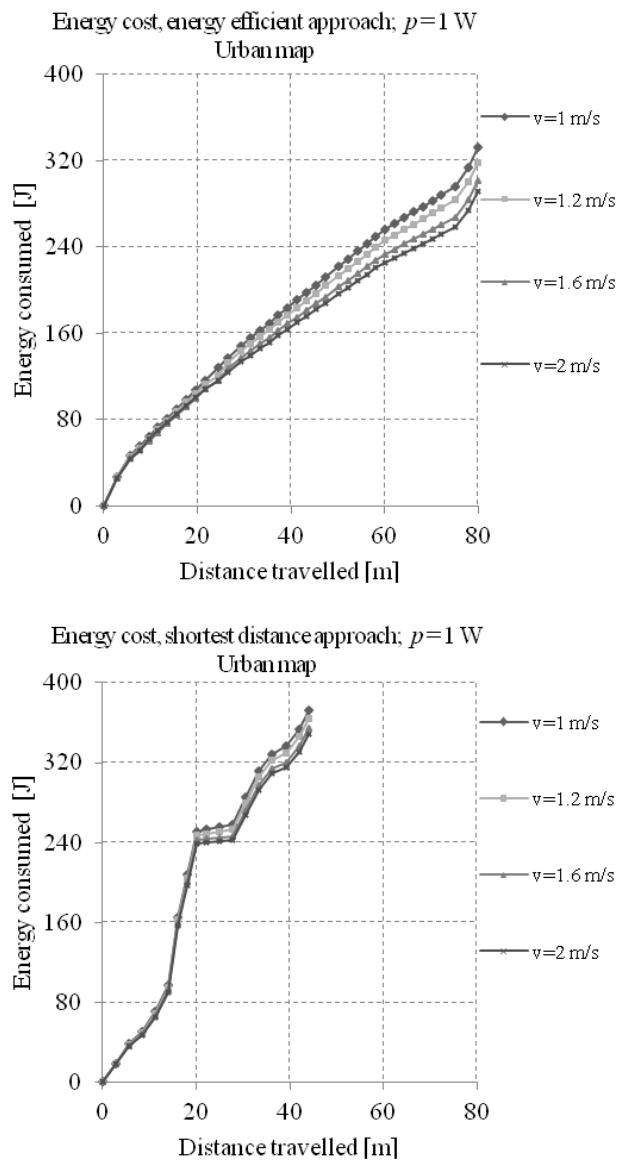 Energy cost, energy efficient approach; p=1 W
Urban map
400
320
240
160
80
0
Energy consumed [J]
0 20 40 60 80
Distance travelled [m]
v=1 m/s
v=1.2 m/s
v=1.6 m/s
v=2 m/s
Energy cost, shortest distance approach; p=1 W
Urban map
400
320
240
160
80
0
Energy consumed [J]
0 20 40 60 80
Distance travelled [m]
v=1 m/s
v=1.2 m/s
v=1.6 m/s
v=2 m/s